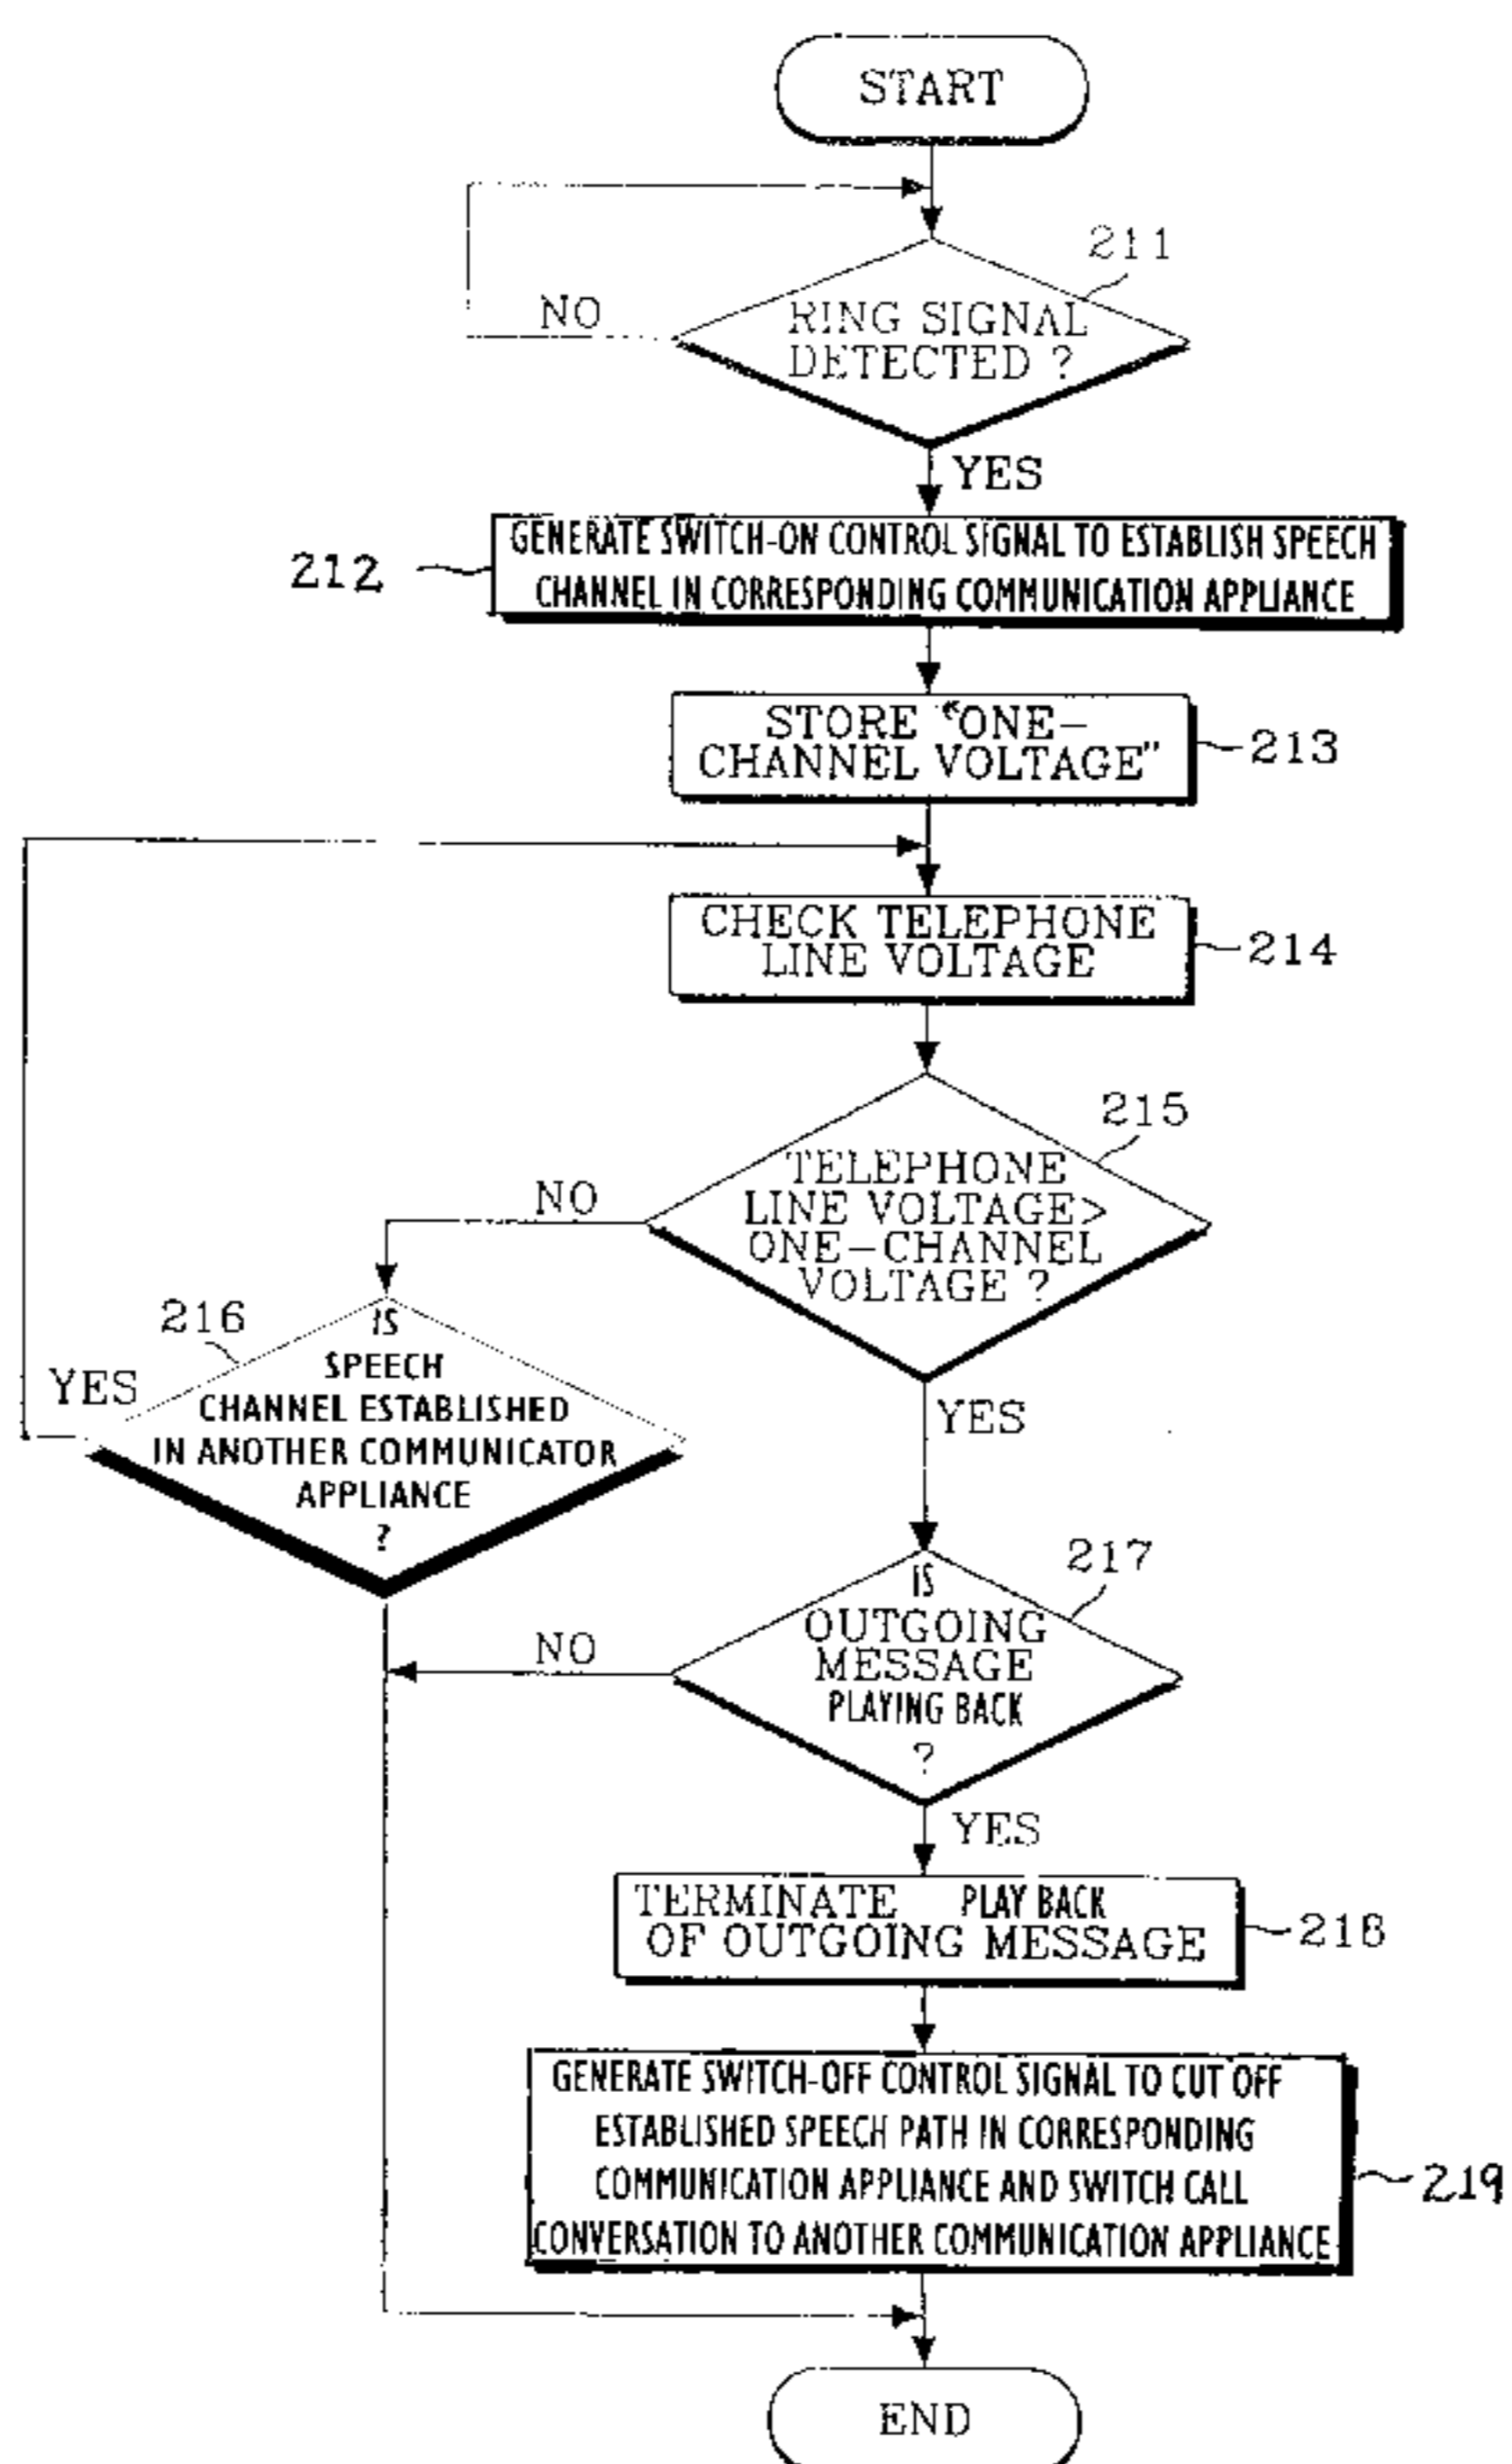 START
211
NO
RING SIGNAL
DETECTED ?
YES
GENERATE SWITCH-ON CONTROL SIGNAL TO ESTABLISH SPEECH
CHANNEL IN CORRESPONDING COMMUNICATION APPLIANCE
212
STORE "ONE-
CHANNEL VOLTAGE"
213
CHECK TELEPHONE
LINE VOLTAGE
214
215
NO
TELEPHONE
LINE VOLTAGE>
ONE-CHANNEL
VOLTAGE ?
216
YES
IS
SPEECH
CHANNEL ESTABLISHED
IN ANOTHER COMMUNICATOR
APPLIANCE
?
YES
217
NO
IS
OUTGOING
MESSAGE
PLAYING BACK
?
YES
TERMINATE PLAY BACK
OF OUTGOING MESSAGE
218
GENERATE SWITCH-OFF CONTROL SIGNAL TO CUT OFF
ESTABLISHED SPEECH PATH IN CORRESPONDING
COMMUNICATION APPLIANCE AND SWITCH CALL
CONVERSATION TO ANOTHER COMMUNICATION APPLIANCE
219
END